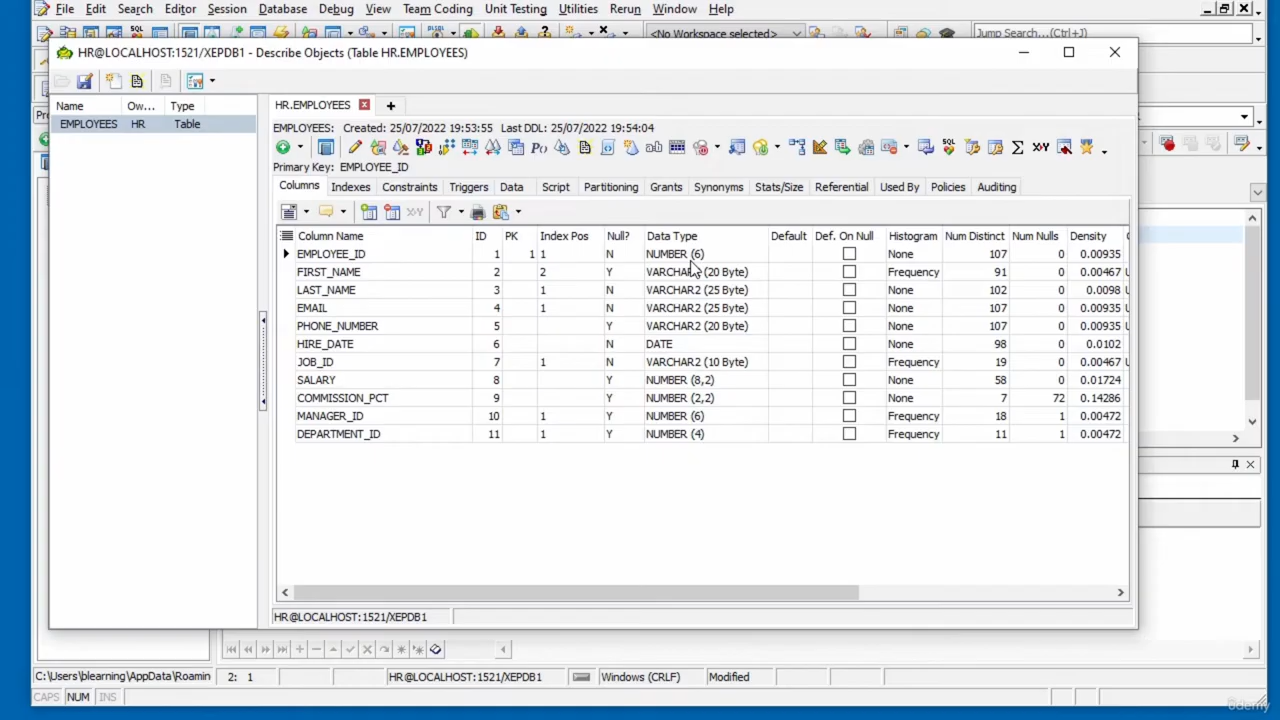 File Edit Search Editor Session Database Debug View Team Coding Unit Testing Utilities Rerun Window Help
<No Workspace selected> Jump Search... (Ctrl+J)
HR@LOCALHOST:1521/XEPDB1 - Describe Objects (Table HR.EMPLOYEES)
Name Ow... Type
EMPLOYEES HR Table
HR.EMPLOYEES
EMPLOYEES: Created: 25/07/2022 19:53:55 Last DDL: 25/07/2022 19:54:04
Primary Key: EMPLOYEE_ID
Columns Indexes Constraints Triggers Data Script Partitioning Grants Synonyms Stats/Size Referential Used By Policies Auditing
Column Name ID PK Index Pos Null? Data Type Default Def. On Null Histogram Num Distinct Num Nulls Density
EMPLOYEE_ID 1 1 1 N NUMBER (6) None 107 0 0.00935
FIRST_NAME 2 2 Y VARCHAR2 (20 Byte) Frequency 91 0 0.00467
LAST_NAME 3 1 N VARCHAR2 (25 Byte) None 102 0 0.0098
EMAIL 4 1 N VARCHAR2 (25 Byte) None 107 0 0.00935
PHONE_NUMBER 5 Y VARCHAR2 (20 Byte) None 107 0 0.00935
HIRE_DATE 6 N DATE None 98 0 0.0102
JOB_ID 7 1 N VARCHAR2 (10 Byte) Frequency 19 0 0.00467
SALARY 8 Y NUMBER (8,2) None 58 0 0.01724
COMMISSION_PCT 9 Y NUMBER (2,2) None 7 72 0.14286
MANAGER_ID 10 1 Y NUMBER (6) Frequency 18 1 0.00472
DEPARTMENT_ID 11 1 Y NUMBER (4) Frequency 11 1 0.00472
HR@LOCALHOST:1521/XEPDB1
C:\Users\blearning\AppData\Roamin 2: 1 HR@LOCALHOST:1521/XEPDB1 Windows (CRLF) Modified
CAPS NUM INS
udemy